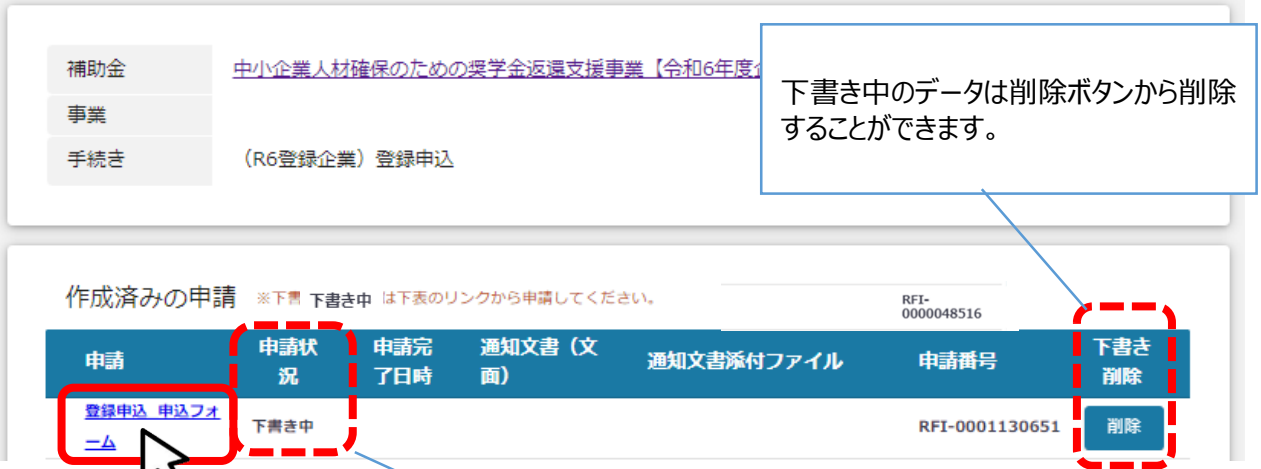 補助金
中小企業人材確保のための奨学金返還支援事業【令和6年度
下書き中のデータは削除ボタンから削除
することができます。
事業
手続き
（R6登録企業）登録申込
作成済みの申請
※下書
下書き中
は下表のリンクから申請してください。
RFI-
0000048516
申請
申請状
況
申請完
了日時
通知文書（文
面）
通知文書添付ファイル
申請番号
下書き
削除
登録申込 申込フォ
ーム
下書き中
RFI-0001130651
削除